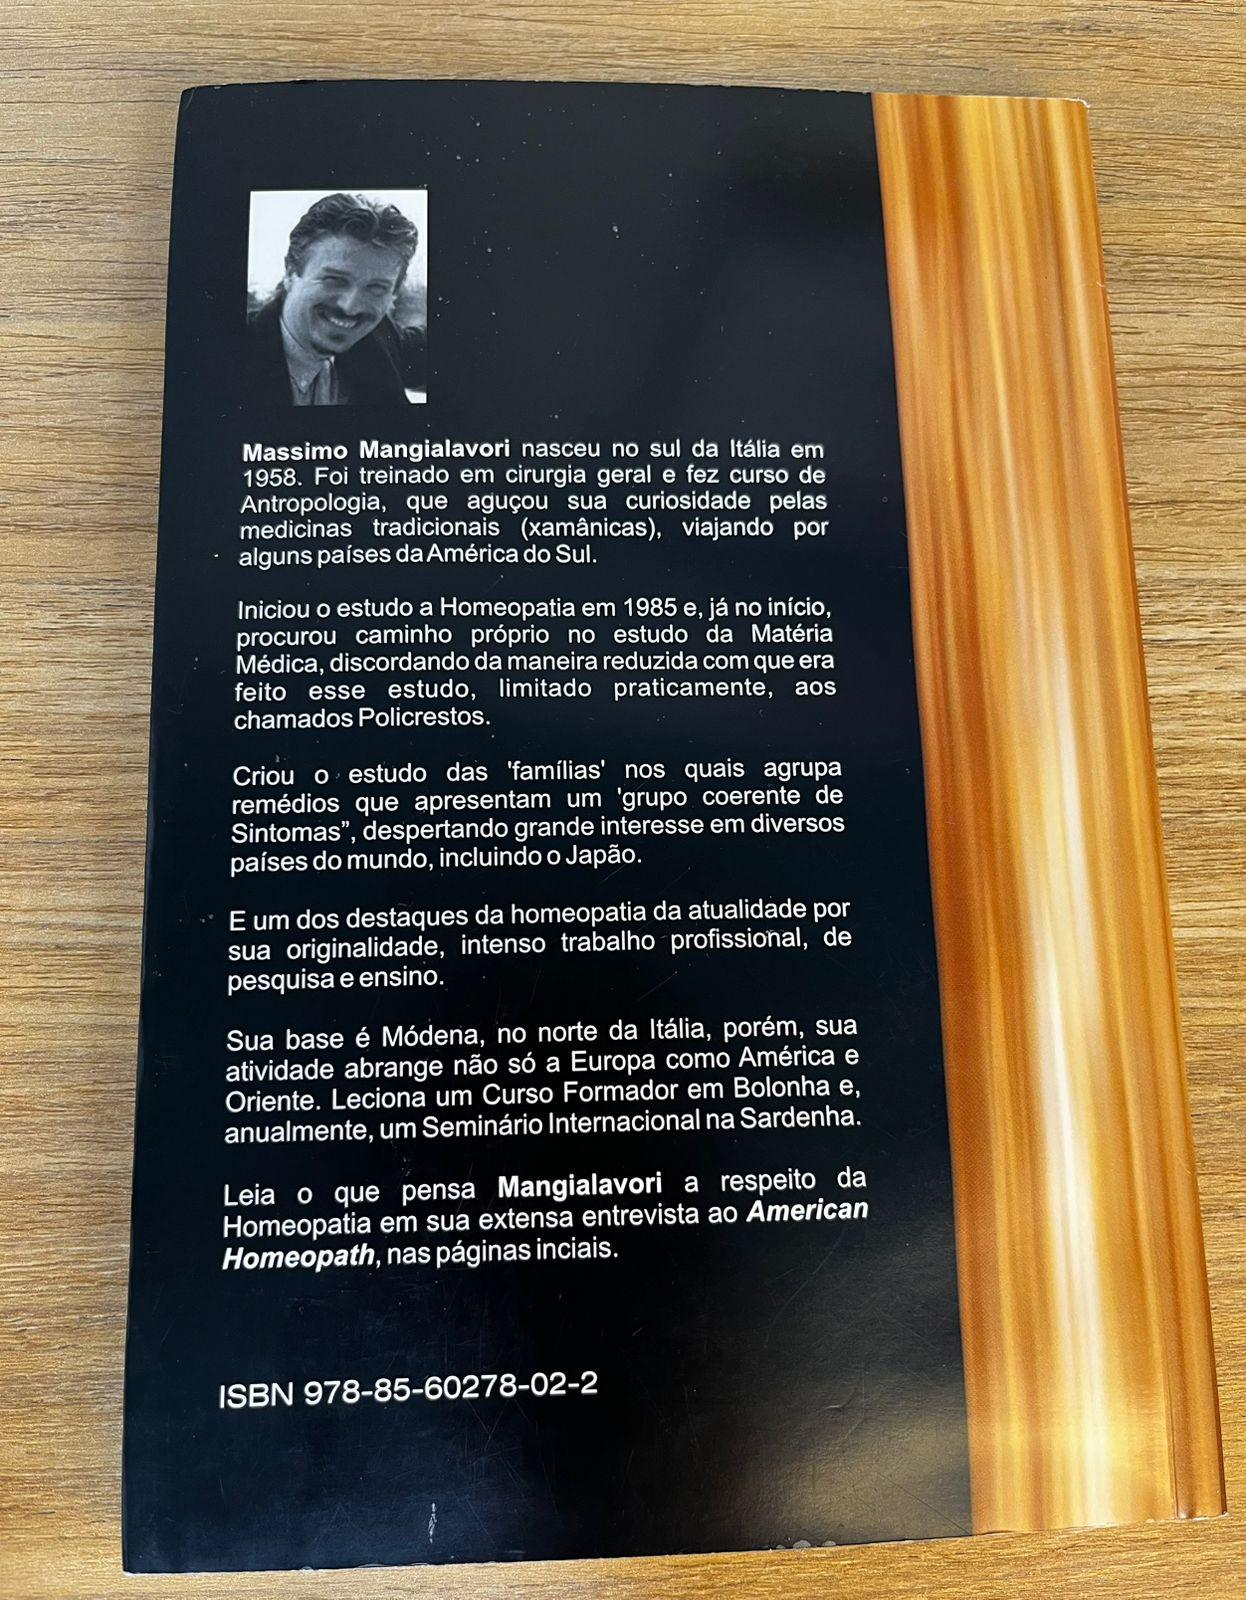 Massimo Mangialavori nasceu no sul da Itália em
1958. Foi treinado em cirurgia geral e fez curso de
Antropologia, que aguçou sua curiosidade pelas
medicinas tradicionais (xamânicas), viajando por
alguns países da América do Sul.
Iniciou o estudo a Homeopatia em 1985 e, já no início,
procurou caminho próprio no estudo da Matéria
Médica, discordando da maneira reduzida com que era
feito esse estudo, limitado praticamente, aos
chamados Policrestos.
Criou o estudo das 'famílias' nos quais agrupa
remédios que apresentam um 'grupo coerente de
Sintomas”, despertando grande interesse em diversos
países do mundo, incluindo o Japão.
E um dos destaques da homeopatia da atualidade por
sua originalidade, intenso trabalho profissional, de
pesquisa e ensino.
Sua base é Módena, no norte da Itália, porém, sua
atividade abrange não só a Europa como América e
Oriente. Leciona um Curso Formador em Bolonha e,
anualmente, um Seminário Internacional na Sardenha.
Leia o que pensa Mangialavori a respeito da
Homeopatia em sua extensa entrevista ao American
Homeopath, nas páginas inciais.
ISBN 978-85-60278-02-2